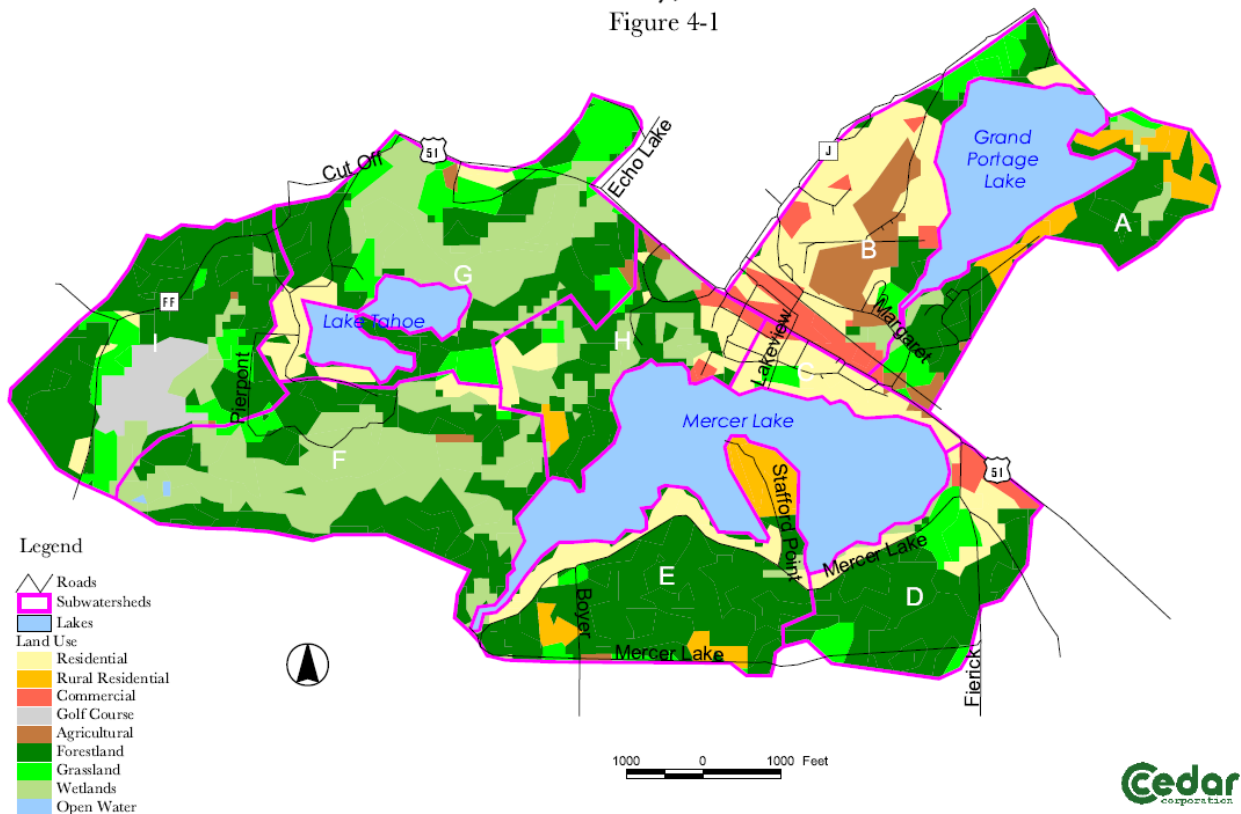 Figure 4-1
Echo Lake
51
Cut Off
J
Grand
Portage
Lake
A
B
G
FF
Lake Tahoe
Margaret
I
H
Lakeview
C
Pierpont
Mercer Lake
F
51
Stafford Point
Mercer Lake
E
D
Boyer
Mercer Lake
Fierick
Legend
Roads
Subwatersheds
Lakes
Land Use
Residential
Rural Residential
Commercial
Golf Course
Agricultural
Forestland
Grassland
Wetlands
Open Water
1000 0 1000 Feet
Cedar
corporation